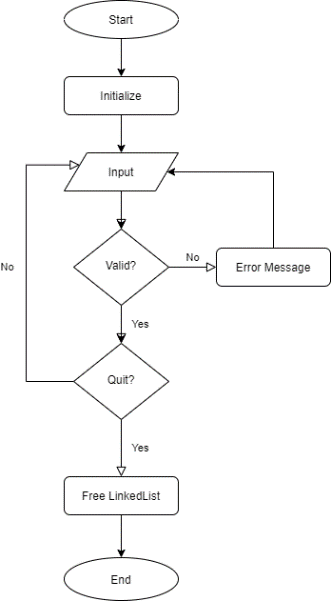 Start
Initialize
Input
Valid?
No
Error Message
No
Yes
Quit?
Yes
Free LinkedList
End